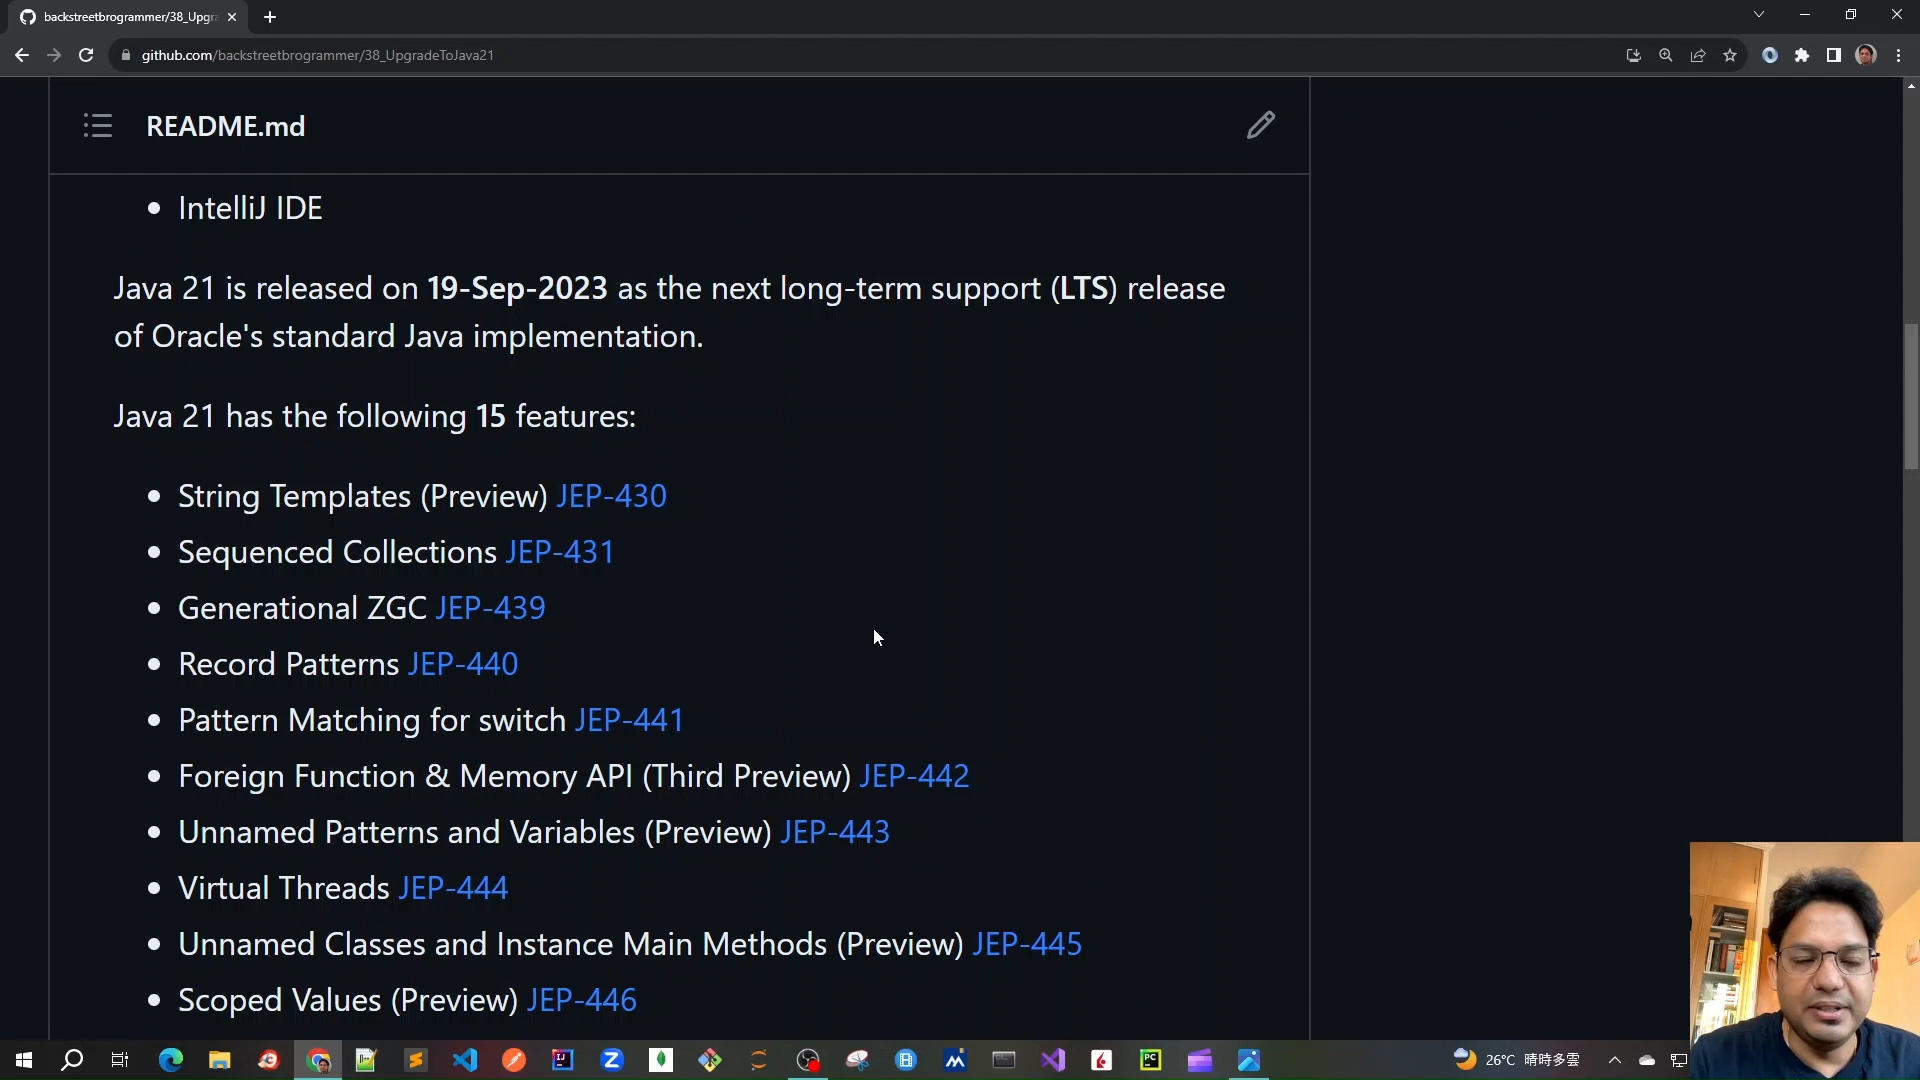 backstreetbrogrammer/38_Upgra
github.com/backstreetbrogrammer/38_UpgradeToJava21
README.md
• IntelliJ IDE
Java 21 is released on 19-Sep-2023 as the next long-term support (LTS) release
of Oracle's standard Java implementation.
Java 21 has the following 15 features:
• String Templates (Preview) JEP-430
• Sequenced Collections JEP-431
• Generational ZGC JEP-439
• Record Patterns JEP-440
• Pattern Matching for switch JEP-441
• Foreign Function & Memory API (Third Preview) JEP-442
• Unnamed Patterns and Variables (Preview) JEP-443
• Virtual Threads JEP-444
• Unnamed Classes and Instance Main Methods (Preview) JEP-445
• Scoped Values (Preview) JEP-446
26°C 晴時多雲